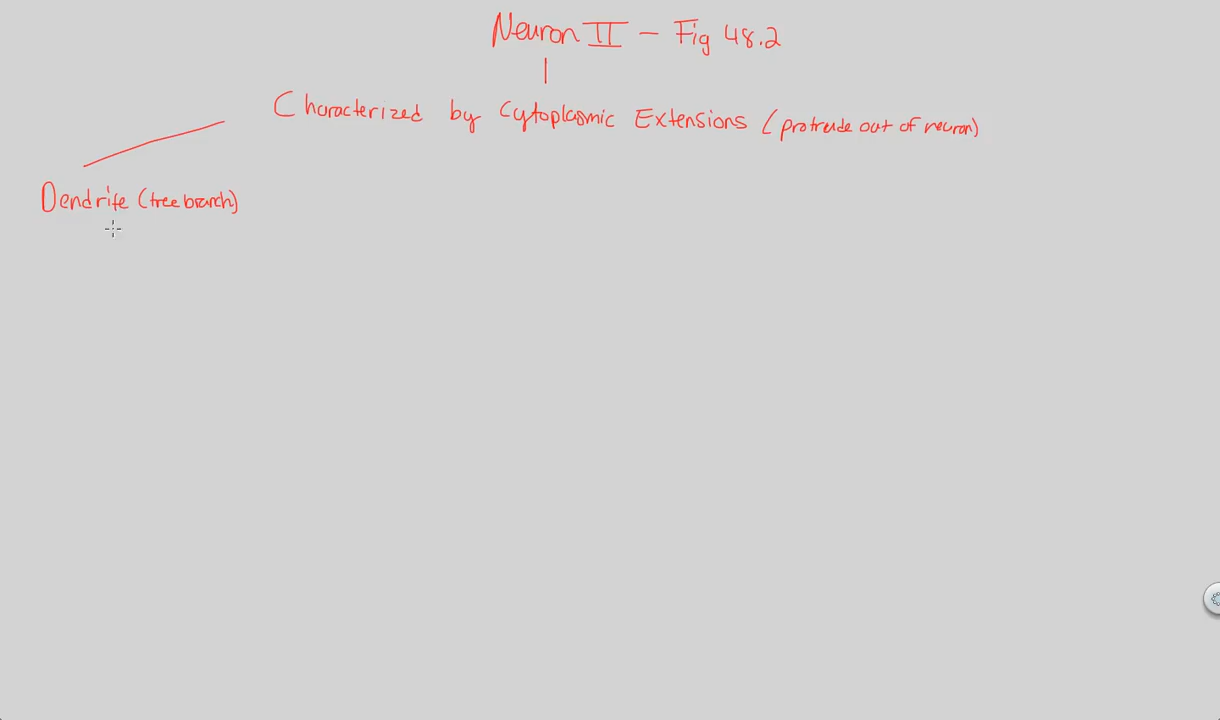 Neuron II - Fig 48.2
Characterized by Cytoplasmic Extensions (protrude out of neuron)
Dendrite (tree branch)